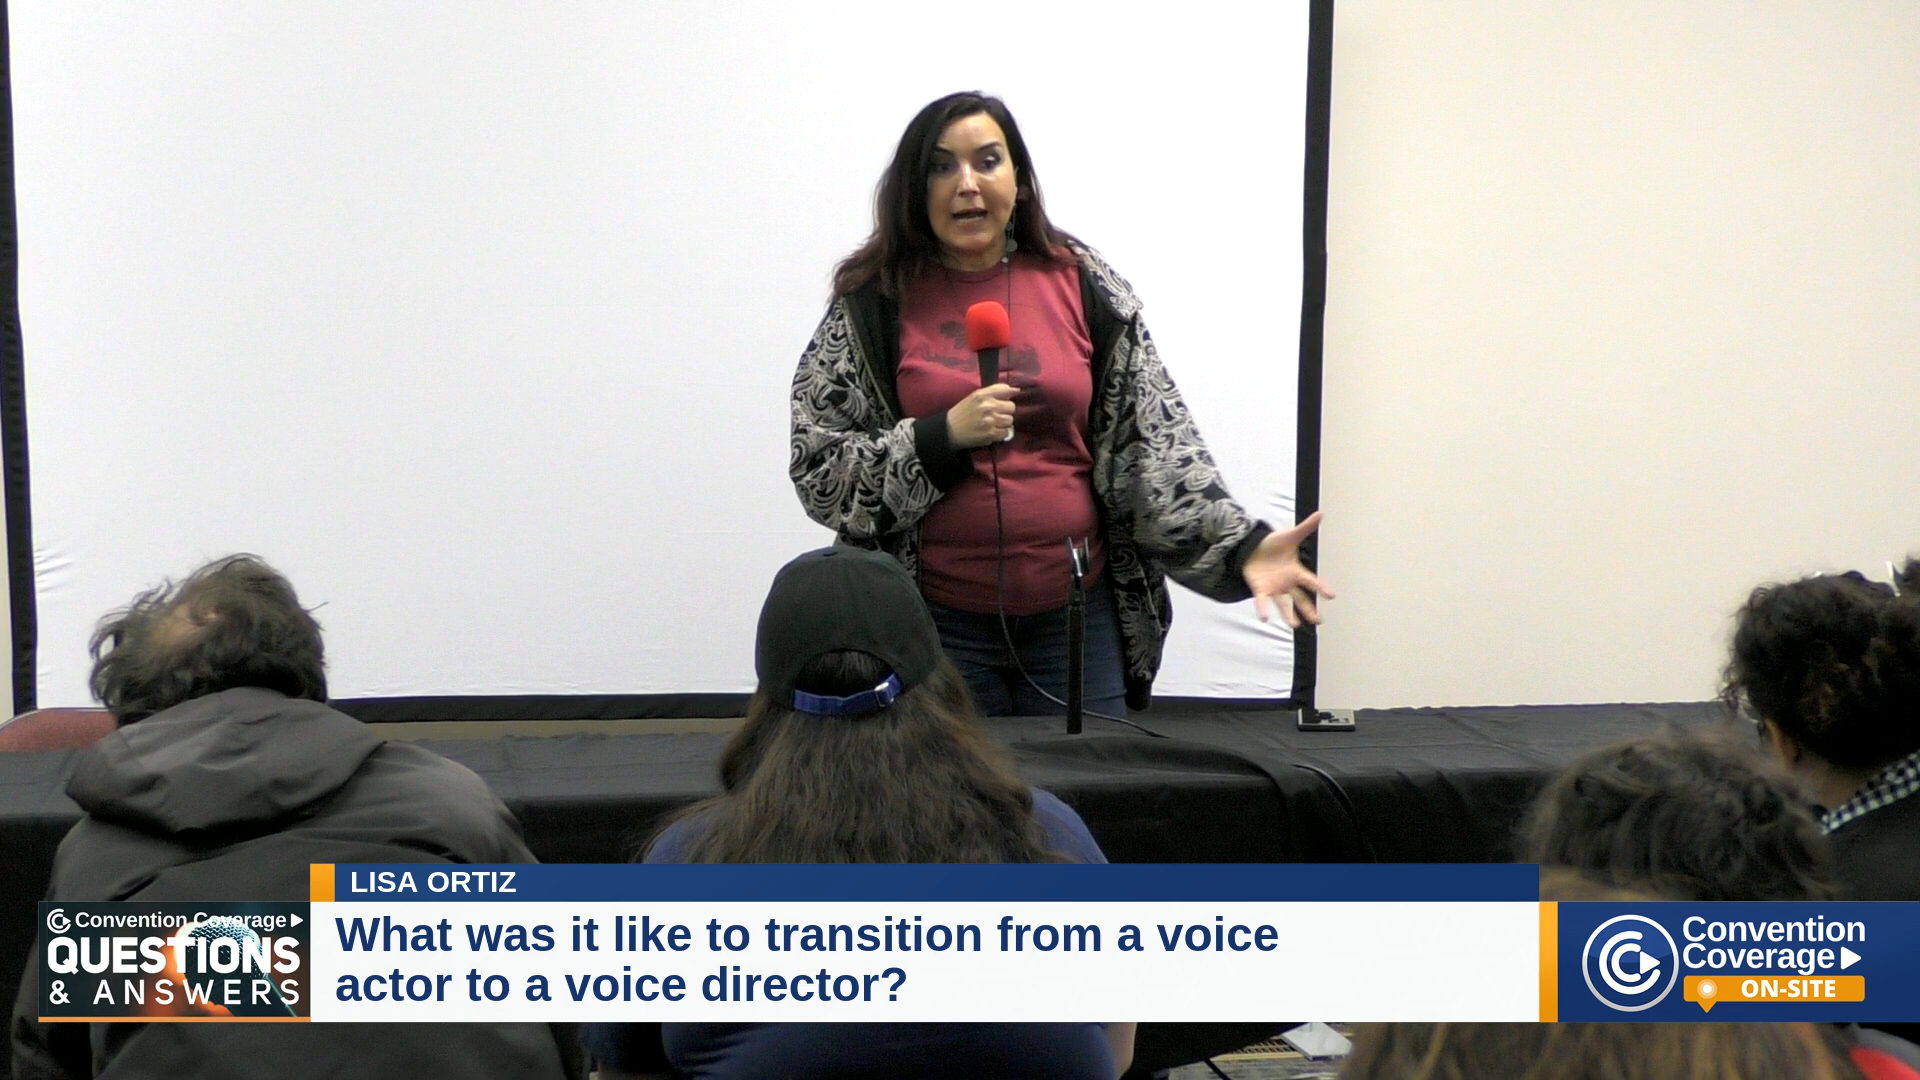 LISA ORTIZ
Convention Coverage
QUESTIONS
& ANSWERS
What was it like to transition from a voice
actor to a voice director?
Convention
Coverage
ON-SITE